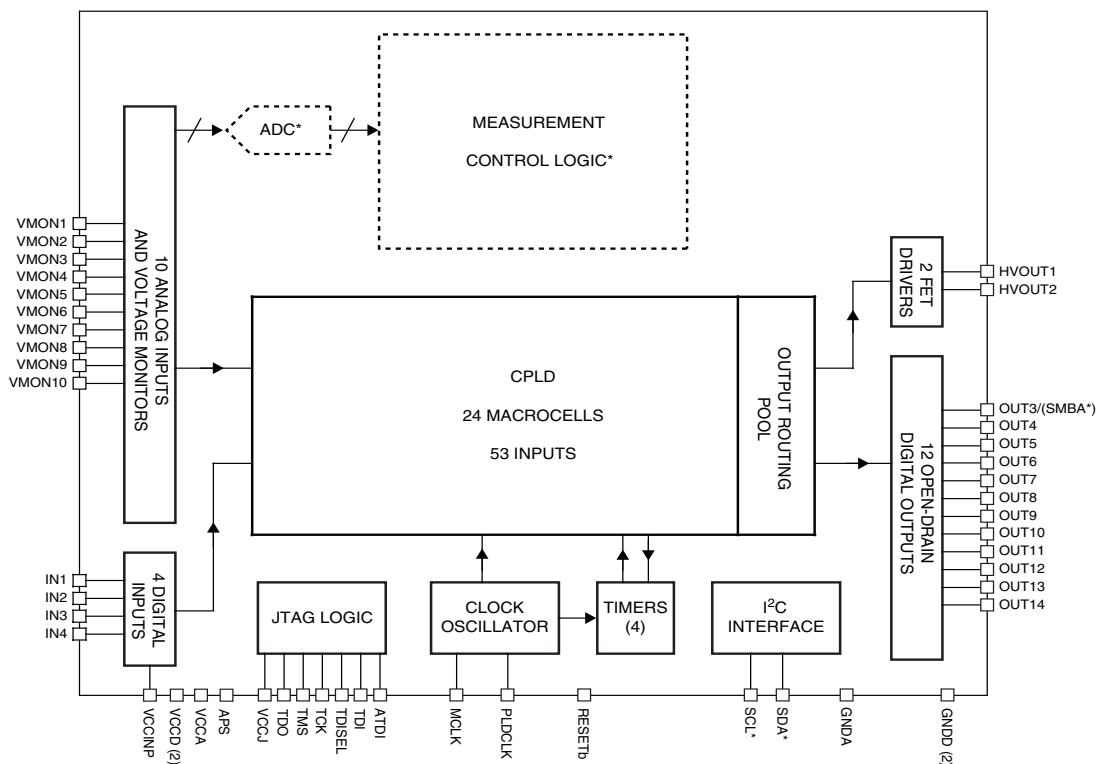 ADC*
MEASUREMENT
CONTROL LOGIC*
VMON1
VMON2
VMON3
VMON4
VMON5
VMON6
VMON7
VMON8
VMON9
VMON10
10 ANALOG INPUTS
AND VOLTAGE MONITORS
CPLD
24 MACROCELLS
53 INPUTS
OUTPUT ROUTING
POOL
2 FET
DRIVERS
HVOUT1
HVOUT2
12 OPEN-DRAIN
DIGITAL OUTPUTS
OUT3/(SMBA*)
OUT4
OUT5
OUT6
OUT7
OUT8
OUT9
OUT10
OUT11
OUT12
OUT13
OUT14
IN1
IN2
IN3
IN4
4 DIGITAL
INPUTS
JTAG LOGIC
CLOCK
OSCILLATOR
TIMERS
(4)
I²C
INTERFACE
VCCINP
VCCD (2)
VCCA
APS
VCCJ
TDO
TMS
TCK
TDISEL
TDI
ATDI
MCLK
PLDCLK
RESETb
SCL*
SDA*
GNDA
GNDD (2)